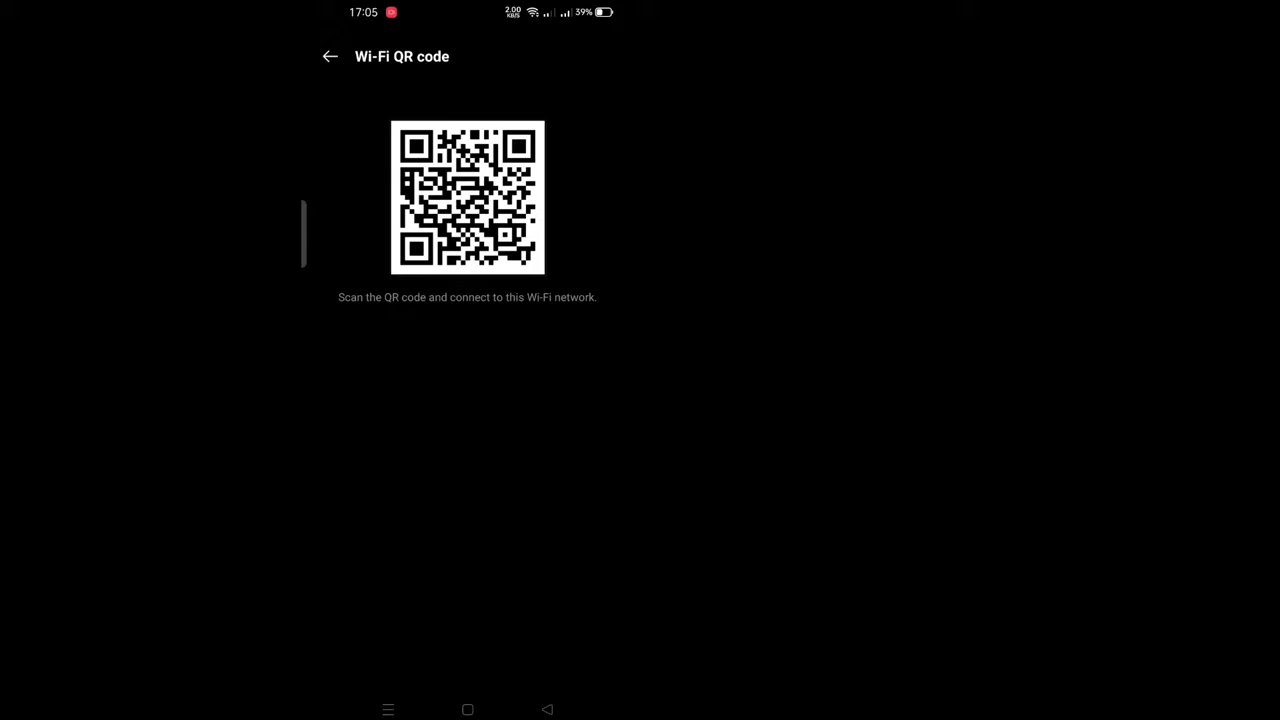 17:05 2.00 KB/S 39%
Wi-Fi QR code
Scan the QR code and connect to this Wi-Fi network.